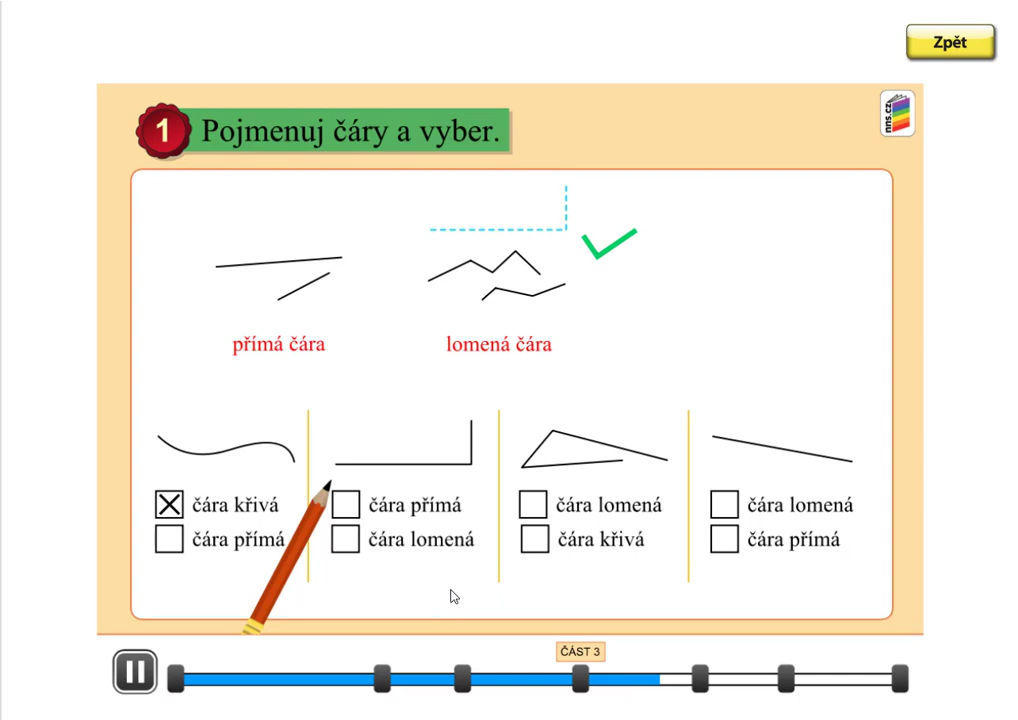 Zpět
1 Pojmenuj čáry a vyber.
nns.cz
přímá čára lomená čára
čára křivá čára přímá čára lomená čára lomená
čára přímá čára lomená čára křivá čára přímá
ČÁST 3